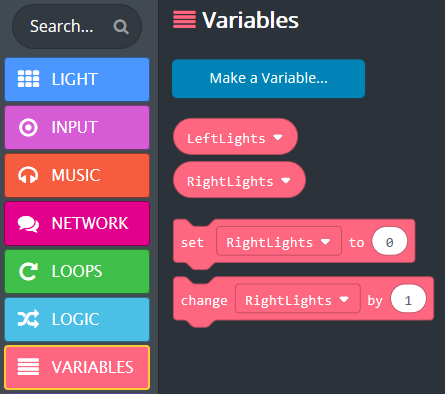 Search...
LIGHT
INPUT
MUSIC
NETWORK
LOOPS
LOGIC
VARIABLES
Variables
Make a Variable...
LeftLights
RightLights
set RightLights to 0
change RightLights by 1